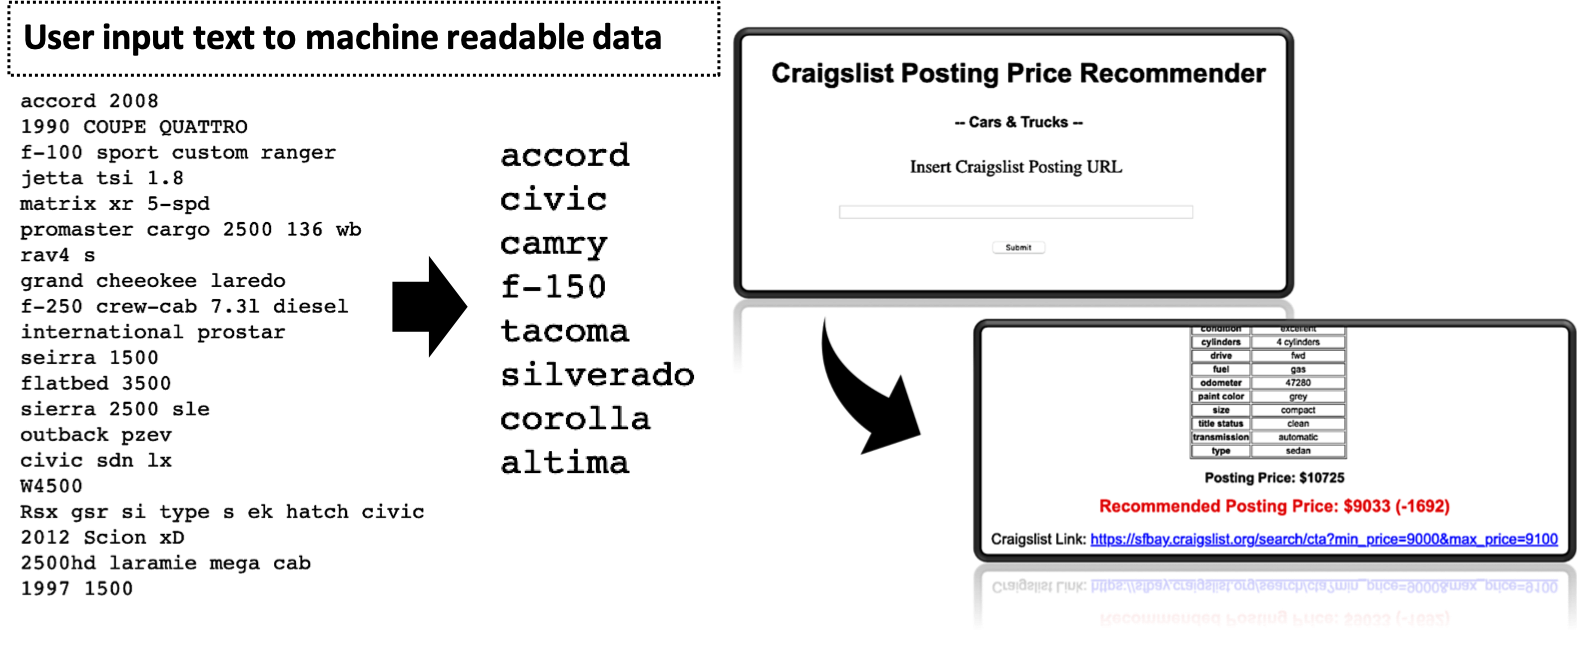 User input text to machine readable data
accord 2008
1990 COUPE QUATTRO
f-100 sport custom ranger
jetta tsi 1.8
matrix xr 5-spd
promaster cargo 2500 136 wb
rav4 s
grand cheeokee laredo
f-250 crew-cab 7.3l diesel
international prostar
seirra 1500
flatbed 3500
sierra 2500 sle
outback pzev
civic sdn lx
W4500
Rsx gsr si type s ek hatch civic
2012 Scion xD
2500hd laramie mega cab
1997 1500
accord
civic
camry
f-150
tacoma
silverado
corolla
altima
Craigslist Posting Price Recommender
-- Cars & Trucks --
Insert Craigslist Posting URL
Submit
condition excellent
cylinders 4 cylinders
drive fwd
fuel gas
odometer 47280
paint color grey
size compact
title status clean
transmission automatic
type sedan
Posting Price: $10725
Recommended Posting Price: $9033 (-1692)
Craigslist Link: https://sfbay.craigslist.org/search/cta?min_price=9000&max_price=9100